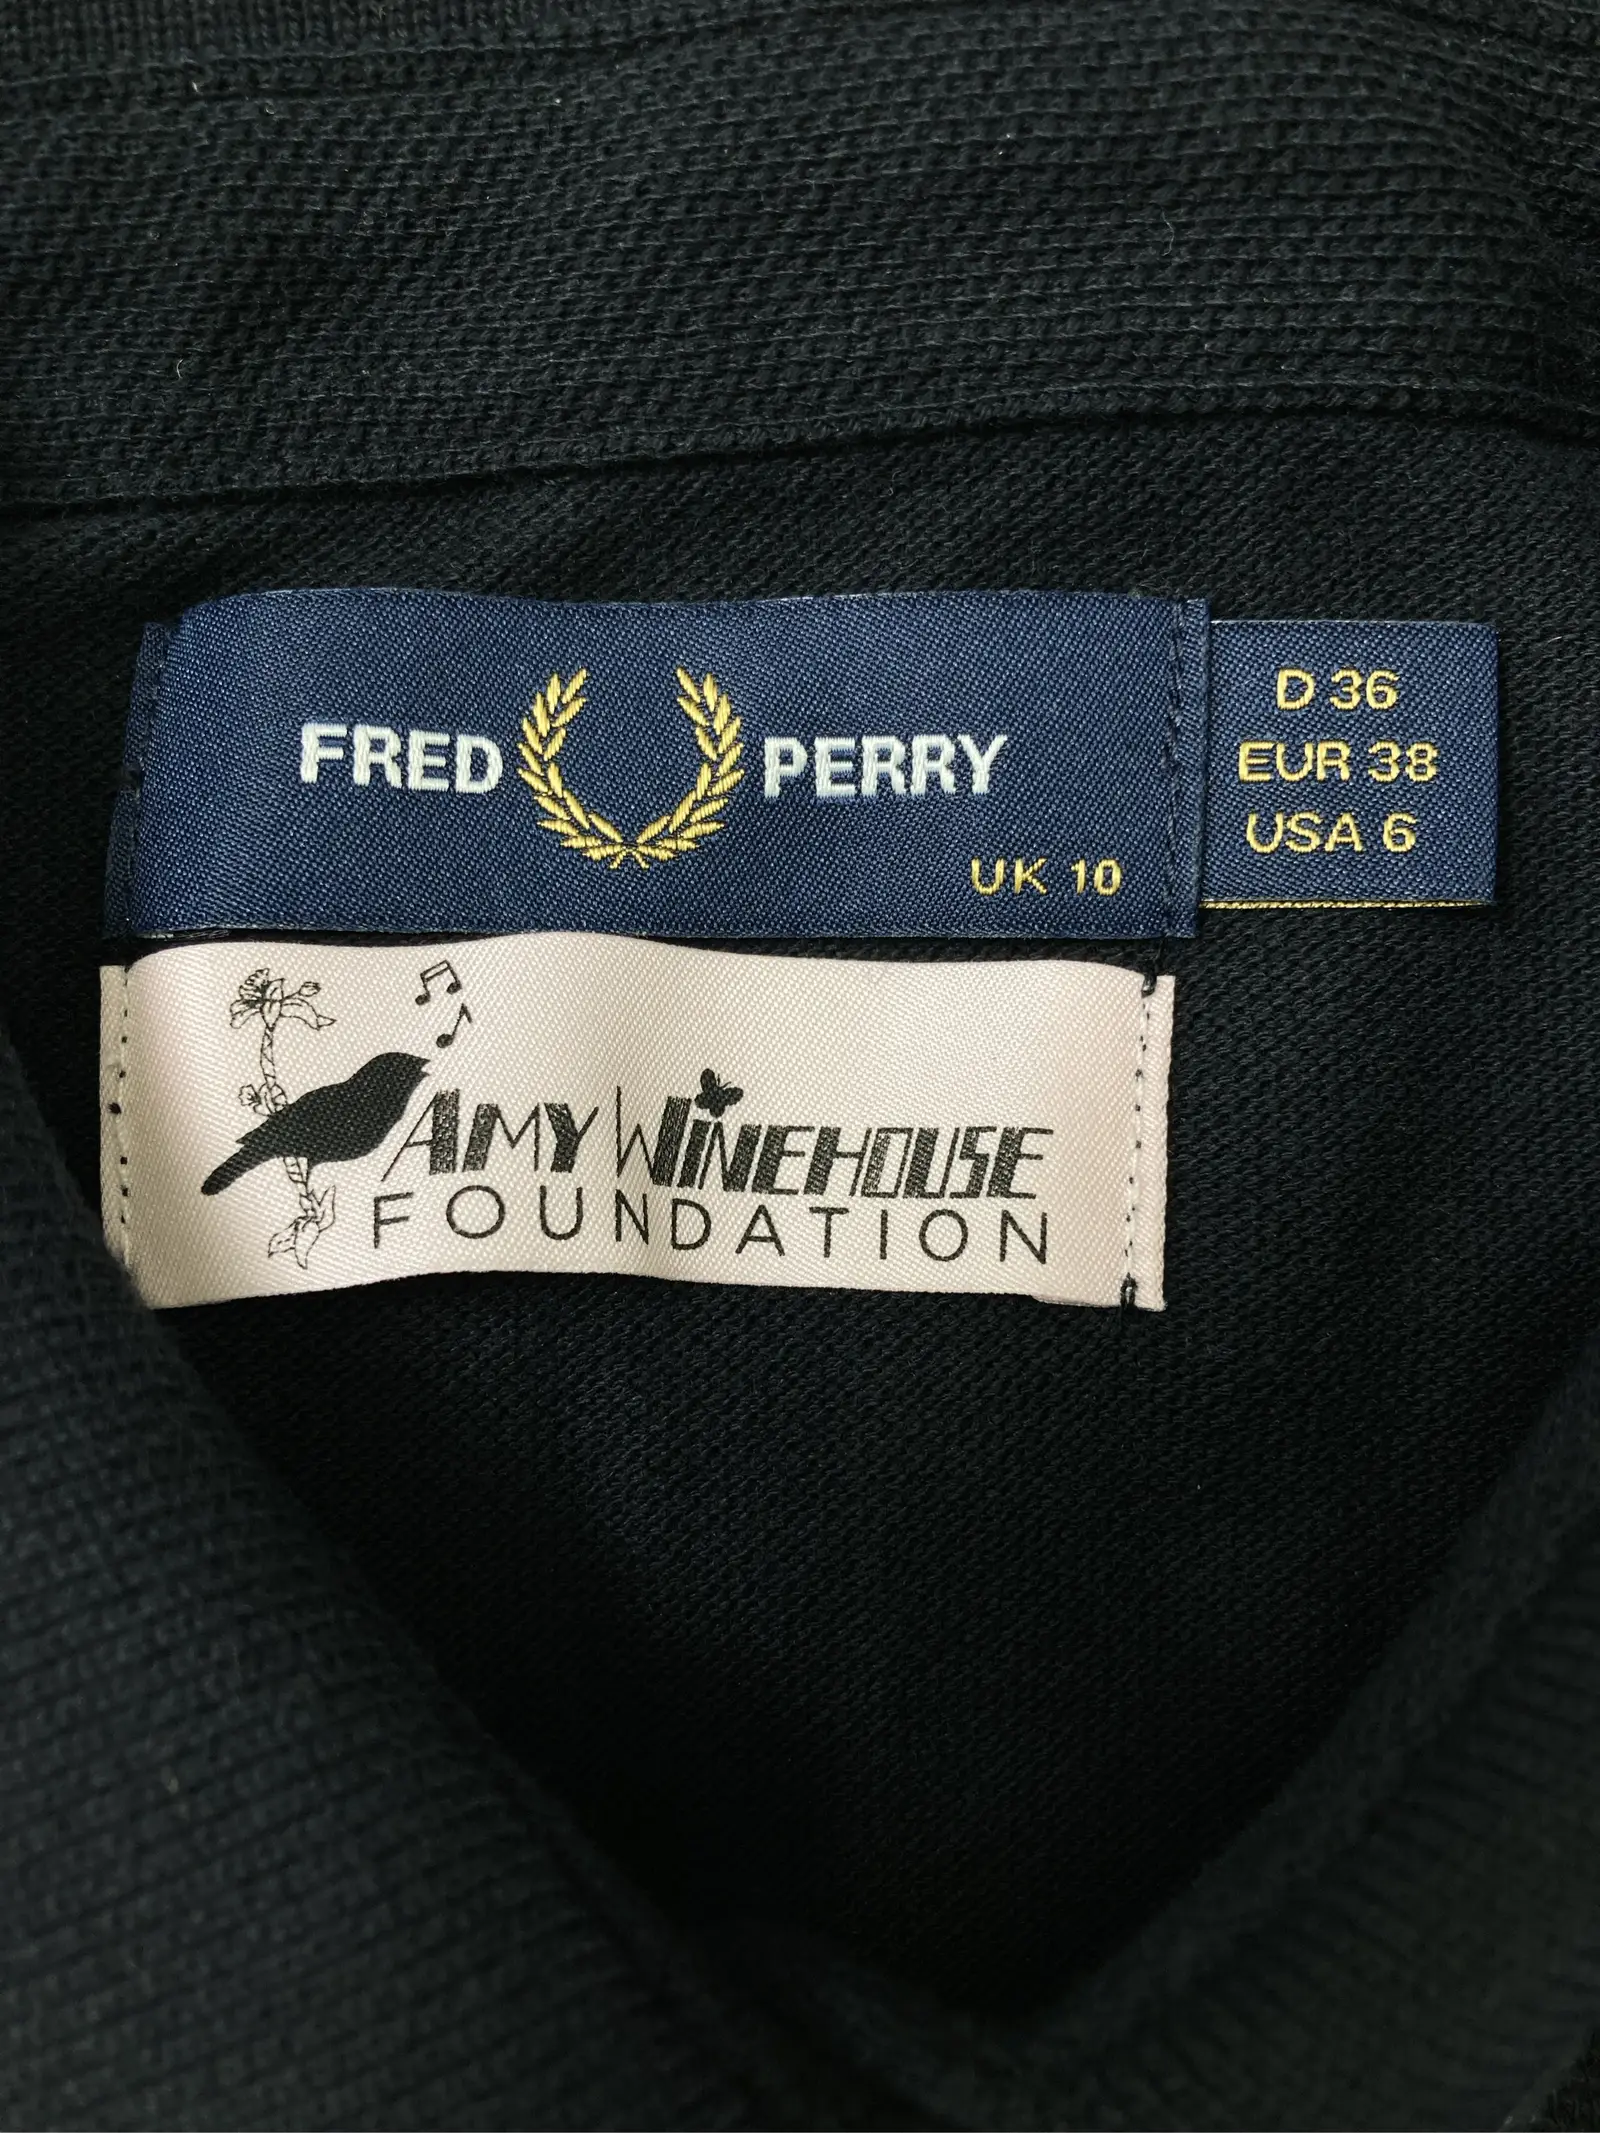 FRED PERRY
UK 10
D 36
EUR 38
USA 6
AMY WINEHOUSE
FOUNDATION